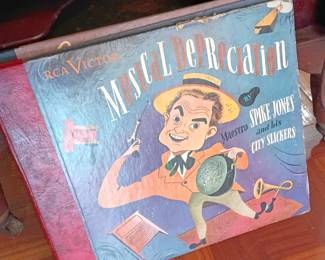 RCA VICTOR
MUSICAL DEPRECIATION
MAESTRO SPIKE JONES
and his
CITY SLICKERS